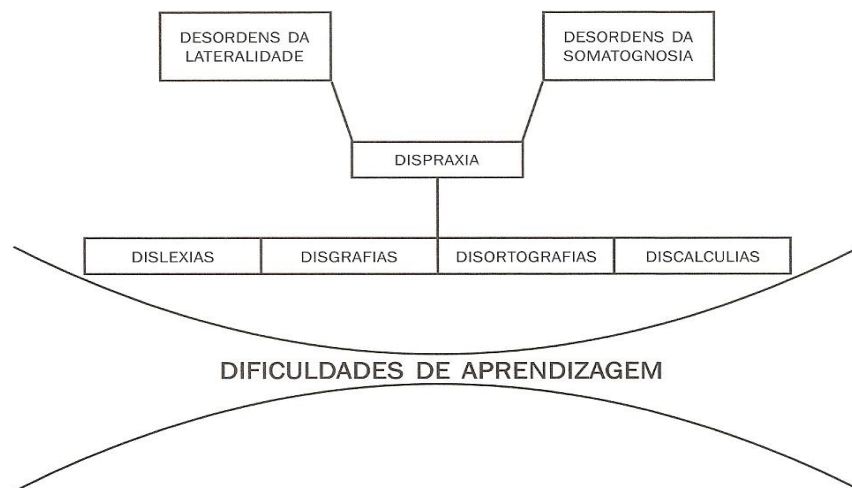 DESORDENS DA
LATERALIDADE
DESORDENS DA
SOMATOGNOSIA
DISPRAXIA
DISLEXIAS
DISGRAFIAS
DISORTOGRAFIAS
DISCALCULIAS
DIFICULDADES DE APRENDIZAGEM